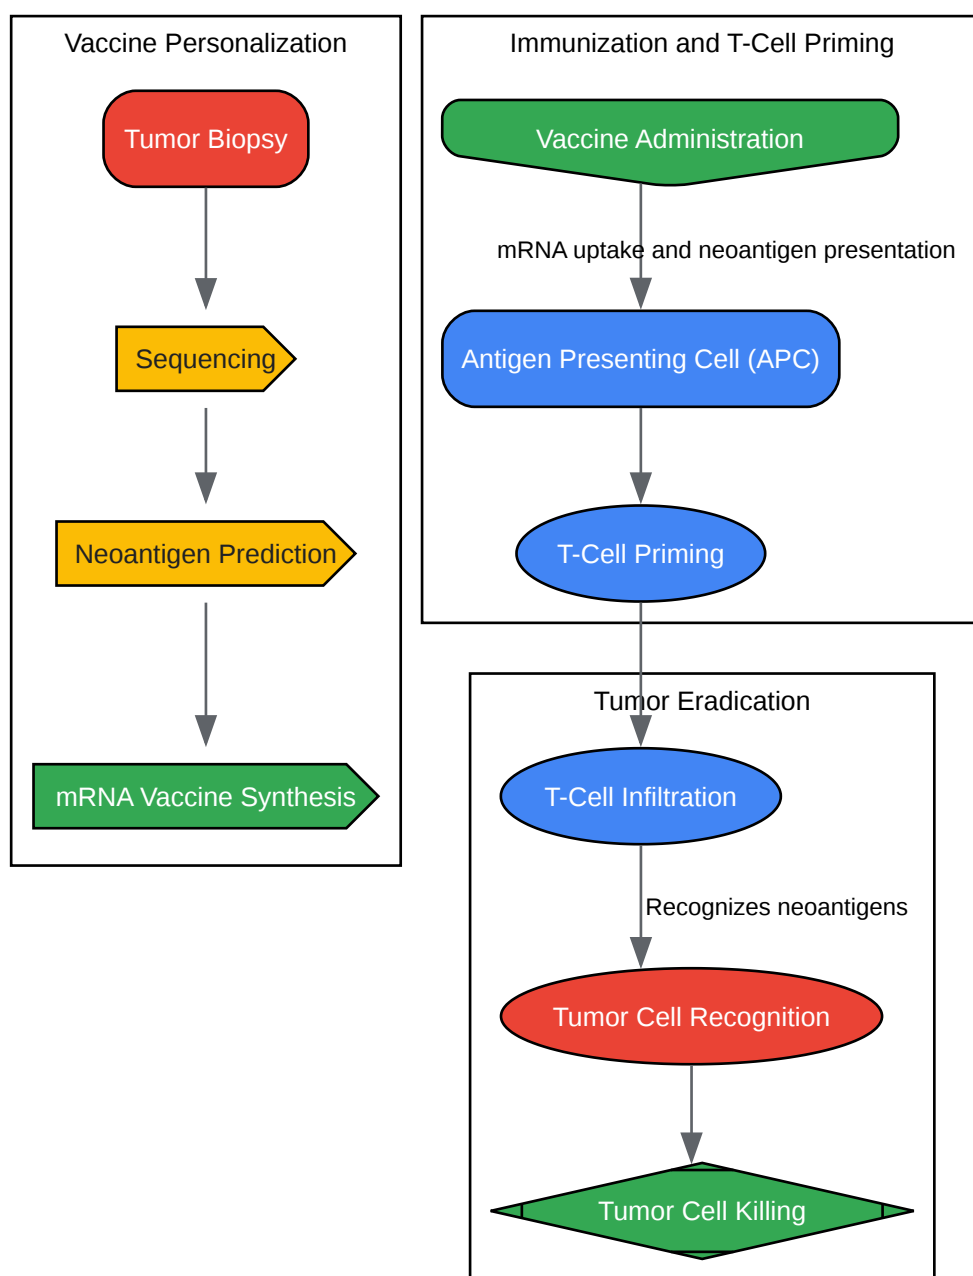 Vaccine Personalization
Tumor Biopsy
Sequencing
Neoantigen Prediction
mRNA Vaccine Synthesis
Immunization and T-Cell Priming
Vaccine Administration
mRNA uptake and neoantigen presentation
Antigen Presenting Cell (APC)
T-Cell Priming
Tumor Eradication
T-Cell Infiltration
Recognizes neoantigens
Tumor Cell Recognition
Tumor Cell Killing